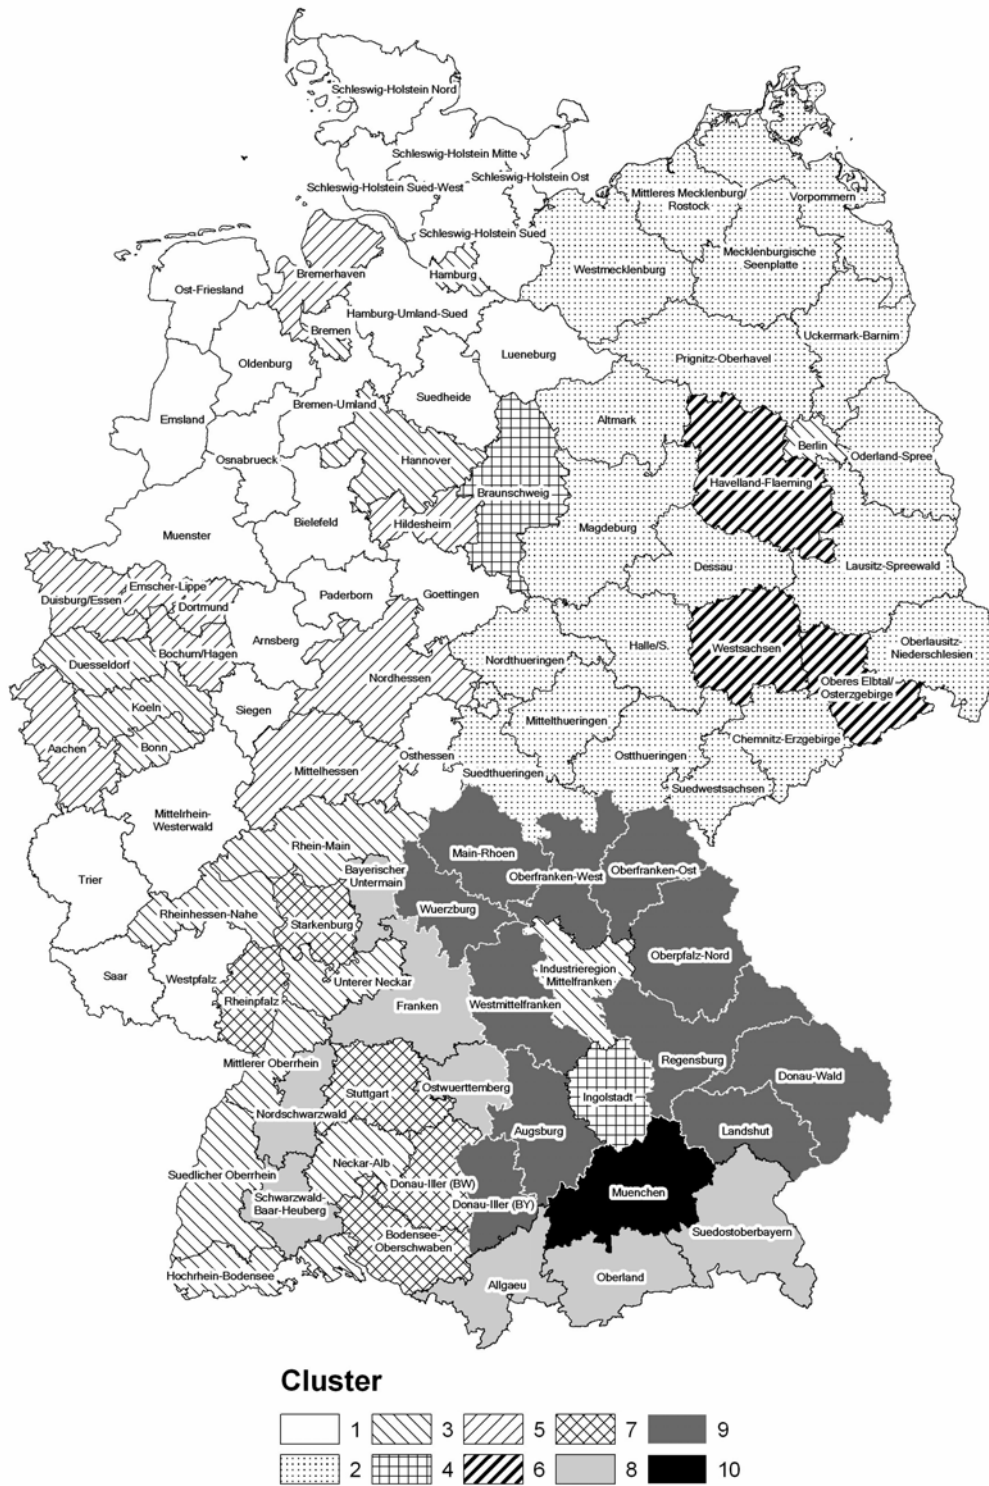 Schleswig-Holstein Nord
Schleswig-Holstein Mitte
Schleswig-Holstein Ost
Schleswig-Holstein Sued-West
Mittleres Mecklenburg/
Rostock
Vorpommern
Schleswig-Holstein Sued
Mecklenburgische
Seenplatte
Westmecklenburg
Hamburg
Bremerhaven
Ost-Friesland
Hamburg-Umland-Sued
Bremen
Uckermark-Barnim
Lueneburg
Prignitz-Oberhavel
Oldenburg
Suedheide
Bremen-Umland
Emsland
Altmark
Berlin
Oderland-Spree
Osnabrueck
Hannover
Havelland-Flaeming
Braunschweig
Bielefeld
Hildesheim
Magdeburg
Muenster
Dessau
Lausitz-Spreewald
Emscher-Lippe
Duisburg/Essen
Dortmund
Paderborn
Goettingen
Arnsberg
Halle/S.
Westsachsen
Oberlausitz-
Niederschlesien
Bochum/Hagen
Duesseldorf
Nordthueringen
Nordhessen
Oberes Elbtal/
Osterzgebirge
Koeln
Siegen
Mittelthueringen
Chemnitz-Erzgebirge
Bonn
Aachen
Osthessen
Ostthueringen
Mittelhessen
Suedthueringen
Suedwestsachsen
Mittelrhein-
Westerwald
Rhein-Main
Main-Rhoen
Bayerischer
Untermain
Oberfranken-West
Oberfranken-Ost
Trier
Wuerzburg
Rheinhessen-Nahe
Starkenburg
Oberpfalz-Nord
Saar
Westpfalz
Unterer Neckar
Industrieregion
Mittelfranken
Rheinpfalz
Franken
Westmittelfranken
Mittlerer Oberrhein
Regensburg
Donau-Wald
Stuttgart
Ostwuerttemberg
Ingolstadt
Nordschwarzwald
Augsburg
Landshut
Neckar-Alb
Suedlicher Oberrhein
Donau-Iller (BW)
Muenchen
Schwarzwald-
Baar-Heuberg
Donau-Iller (BY)
Bodensee-
Oberschwaben
Suedostoberbayern
Hochrhein-Bodensee
Allgaeu
Oberland
Cluster
1 3 5 7 9
2 4 6 8 10